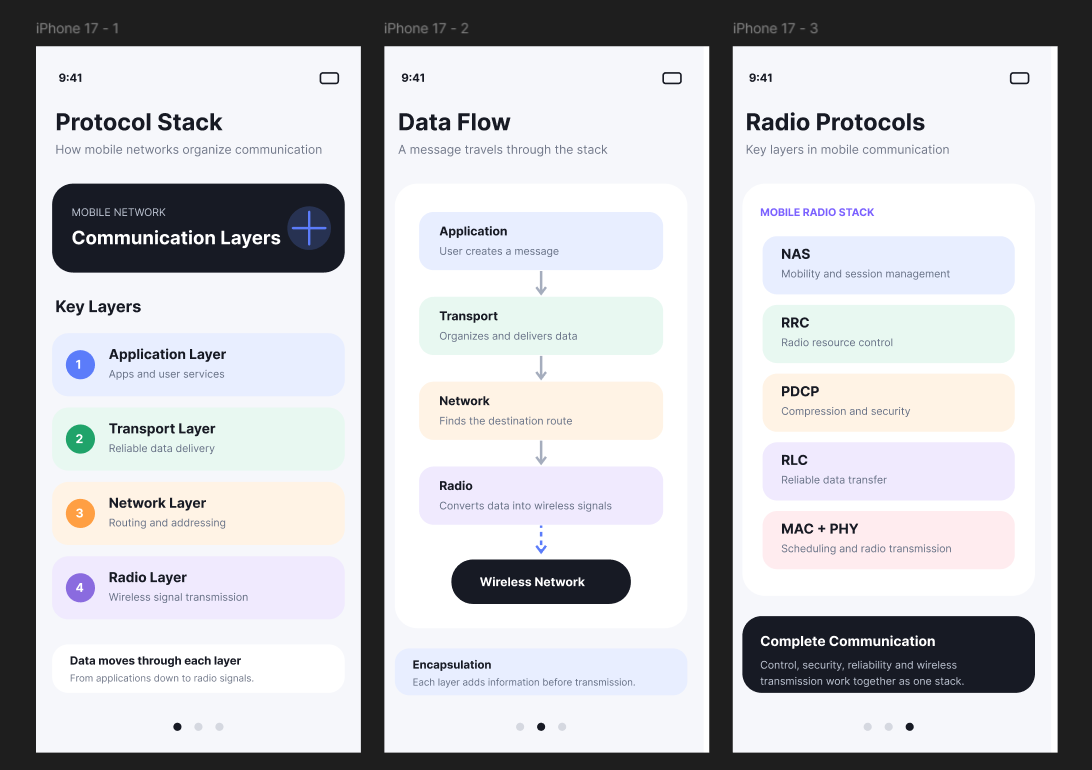 iPhone 17 - 1
9:41
Protocol Stack
How mobile networks organize communication
MOBILE NETWORK
Communication Layers
Key Layers
1
Application Layer
Apps and user services
2
Transport Layer
Reliable data delivery
3
Network Layer
Routing and addressing
4
Radio Layer
Wireless signal transmission
Data moves through each layer
From applications down to radio signals.
iPhone 17 - 2
9:41
Data Flow
A message travels through the stack
Application
User creates a message
Transport
Organizes and delivers data
Network
Finds the destination route
Radio
Converts data into wireless signals
Wireless Network
Encapsulation
Each layer adds information before transmission.
iPhone 17 - 3
9:41
Radio Protocols
Key layers in mobile communication
MOBILE RADIO STACK
NAS
Mobility and session management
RRC
Radio resource control
PDCP
Compression and security
RLC
Reliable data transfer
MAC + PHY
Scheduling and radio transmission
Complete Communication
Control, security, reliability and wireless
transmission work together as one stack.